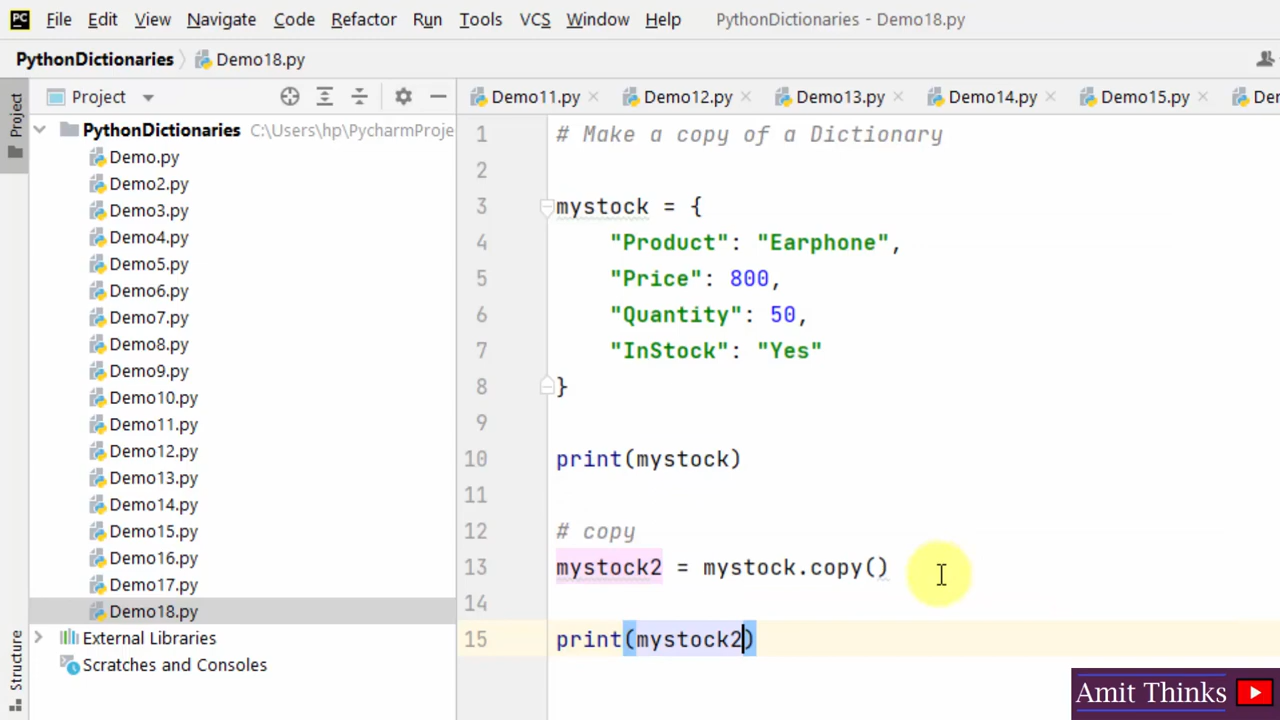 File Edit View Navigate Code Refactor Run Tools VCS Window Help PythonDictionaries - Demo18.py
PythonDictionaries Demo18.py
Project
Structure
Project
PythonDictionaries C:\Users\hp\PycharmProje
Demo.py
Demo2.py
Demo3.py
Demo4.py
Demo5.py
Demo6.py
Demo7.py
Demo8.py
Demo9.py
Demo10.py
Demo11.py
Demo12.py
Demo13.py
Demo14.py
Demo15.py
Demo16.py
Demo17.py
Demo18.py
External Libraries
Scratches and Consoles
Demo11.py Demo12.py Demo13.py Demo14.py Demo15.py De
1 # Make a copy of a Dictionary
2
3 mystock = {
4 "Product": "Earphone",
5 "Price": 800,
6 "Quantity": 50,
7 "InStock": "Yes"
8 }
9
10 print(mystock)
11
12 # copy
13 mystock2 = mystock.copy()
14
15 print(mystock2)
Amit Thinks